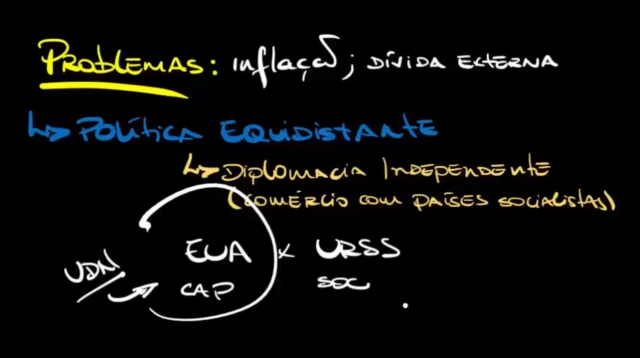 PROBLEMAS: INFLAÇÃO; DÍVIDA EXTERNA
↳ POLÍTICA EQUIDISTANTE
↳ DIPLOMACIA INDEPENDENTE
(COMÉRCIO COM PAÍSES SOCIALISTAS)
EUA x URSS
UDN → CAP SOC